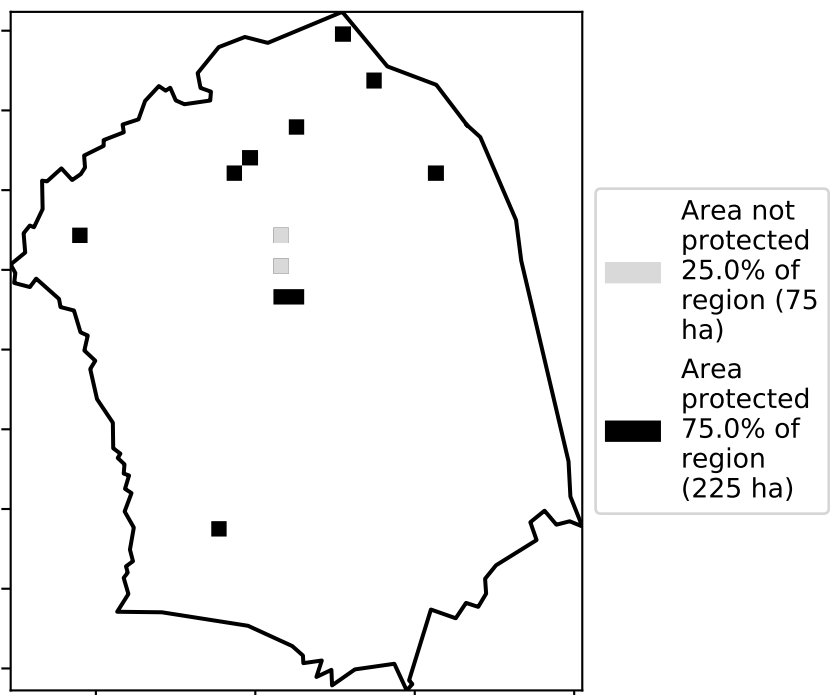 Area not
protected
25.0% of
region (75
ha)
Area
protected
75.0% of
region
(225 ha)